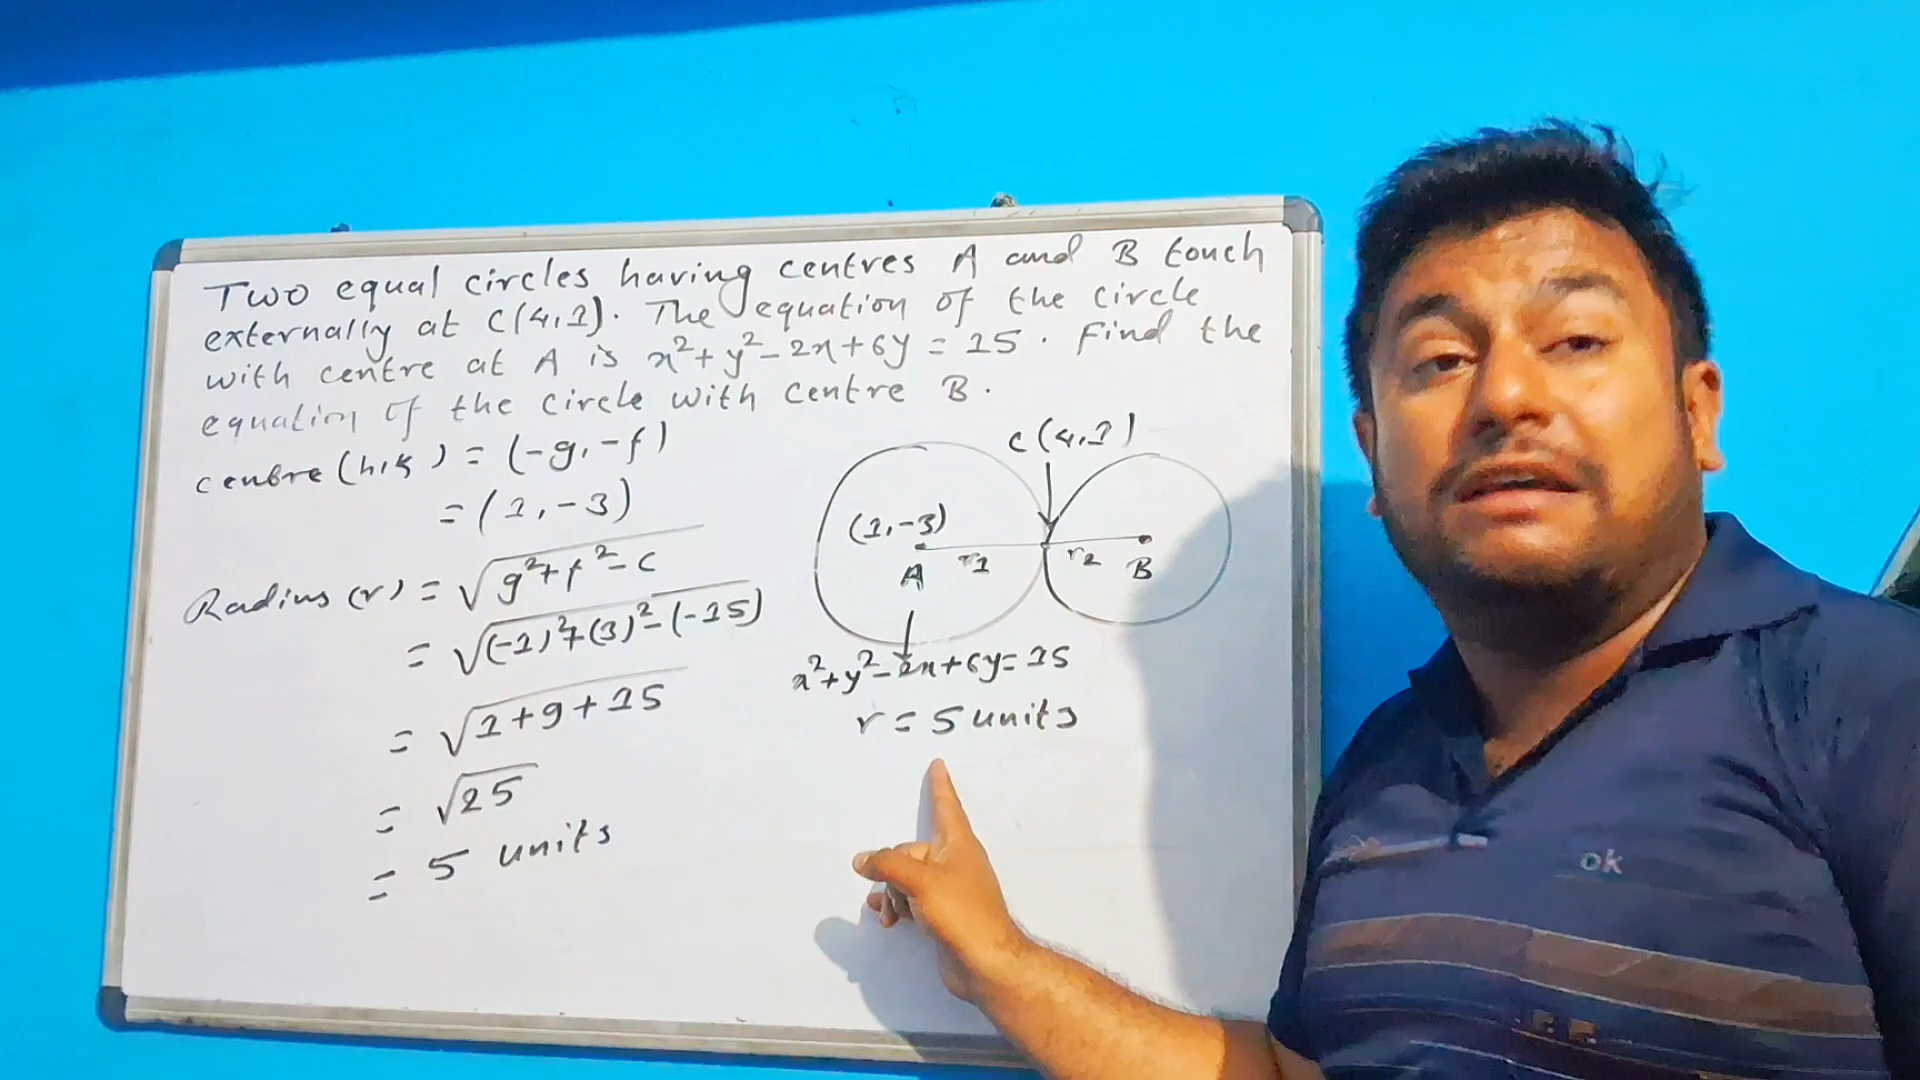 Two equal circles having centres A and B touch
externally at C(4,1). The equation of the circle
with centre at A is x²+y²-2x+6y = 15. Find the
equation of the circle with centre B.
centre (h,k) = (-g, -f)
= (1, -3)
Radius (r) = √g²+f²-c
= √(-1)²+(3)²-(-15)
= √1+9+15
= √25
= 5 units
C(4,1)
(1,-3)
A r1 r2 B
x²+y²-2x+6y=15
r = 5 units
ok